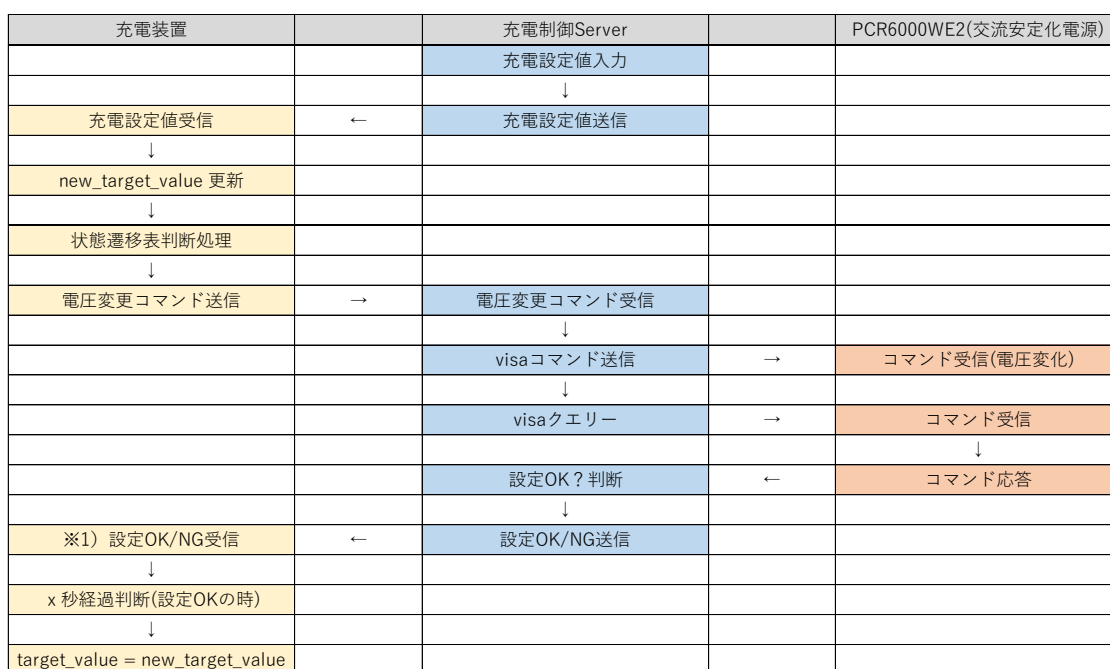 充電装置 充電制御Server PCR6000WE2(交流安定化電源)
充電設定値入力
↓
充電設定値受信 ← 充電設定値送信
↓
new_target_value 更新
↓
状態遷移表判断処理
↓
電圧変更コマンド送信 → 電圧変更コマンド受信
↓
visaコマンド送信 → コマンド受信(電圧変化)
↓
visaクエリー → コマンド受信
↓
設定OK？判断 ← コマンド応答
↓
※1）設定OK/NG受信 ← 設定OK/NG送信
↓
x 秒経過判断(設定OKの時)
↓
target_value = new_target_value